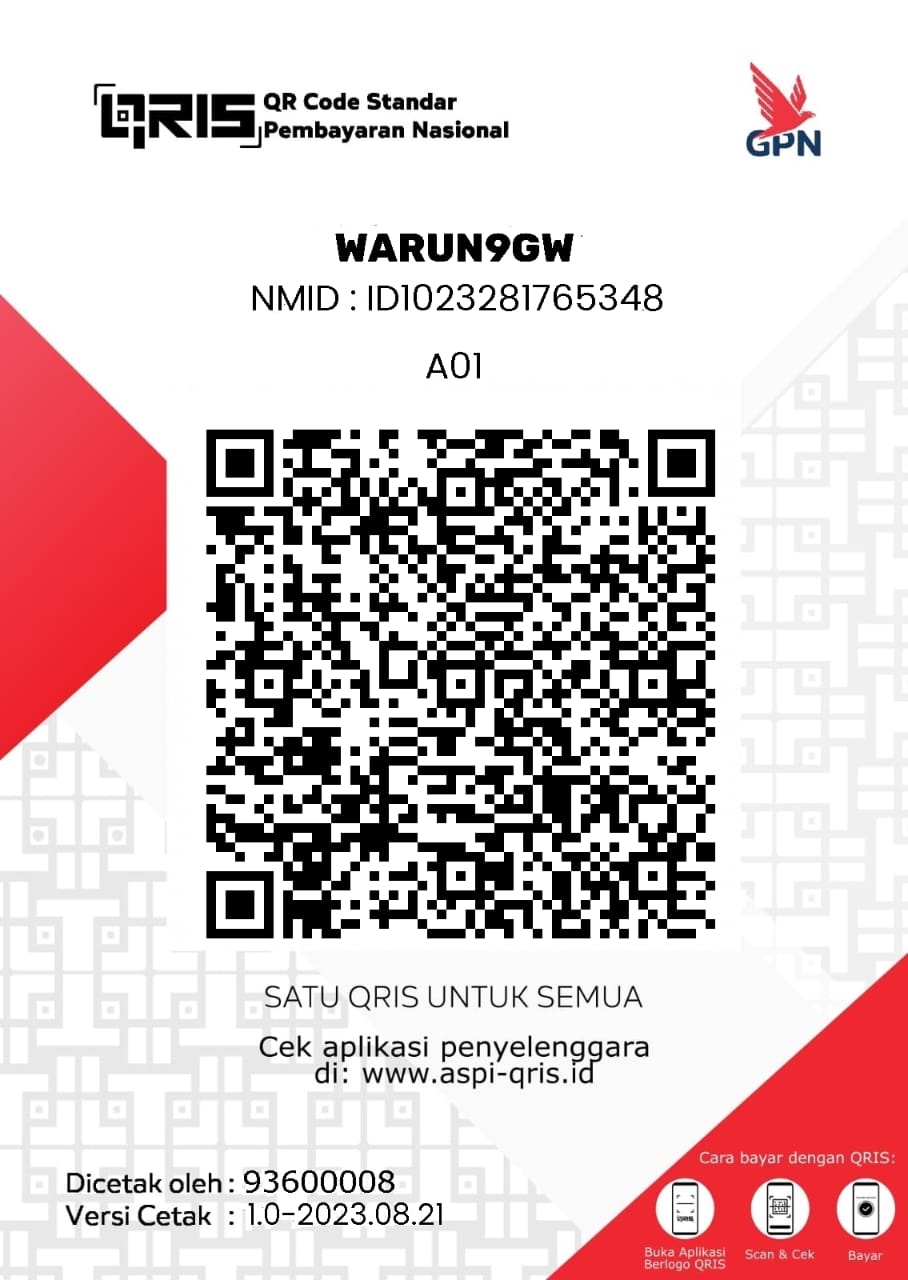 QRIS QR Code Standar
Pembayaran Nasional
GPN
WARUN9GW
NMID : ID1023281765348
A01
SATU QRIS UNTUK SEMUA
Cek aplikasi penyelenggara
di: www.aspi-qris.id
Dicetak oleh : 93600008
Versi Cetak : 1.0-2023.08.21
Cara bayar dengan QRIS:
QRIS
Buka Aplikasi
Berlogo QRIS
Scan & Cek
Bayar